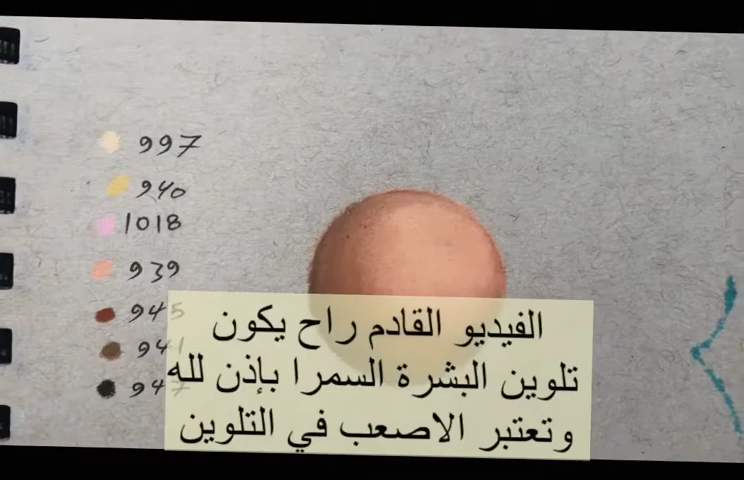 997
940
1018
939
945
941
947
الفيديو القادم راح يكون
تلوين البشرة السمرا بإذن لله
وتعتبر الاصعب في التلوين